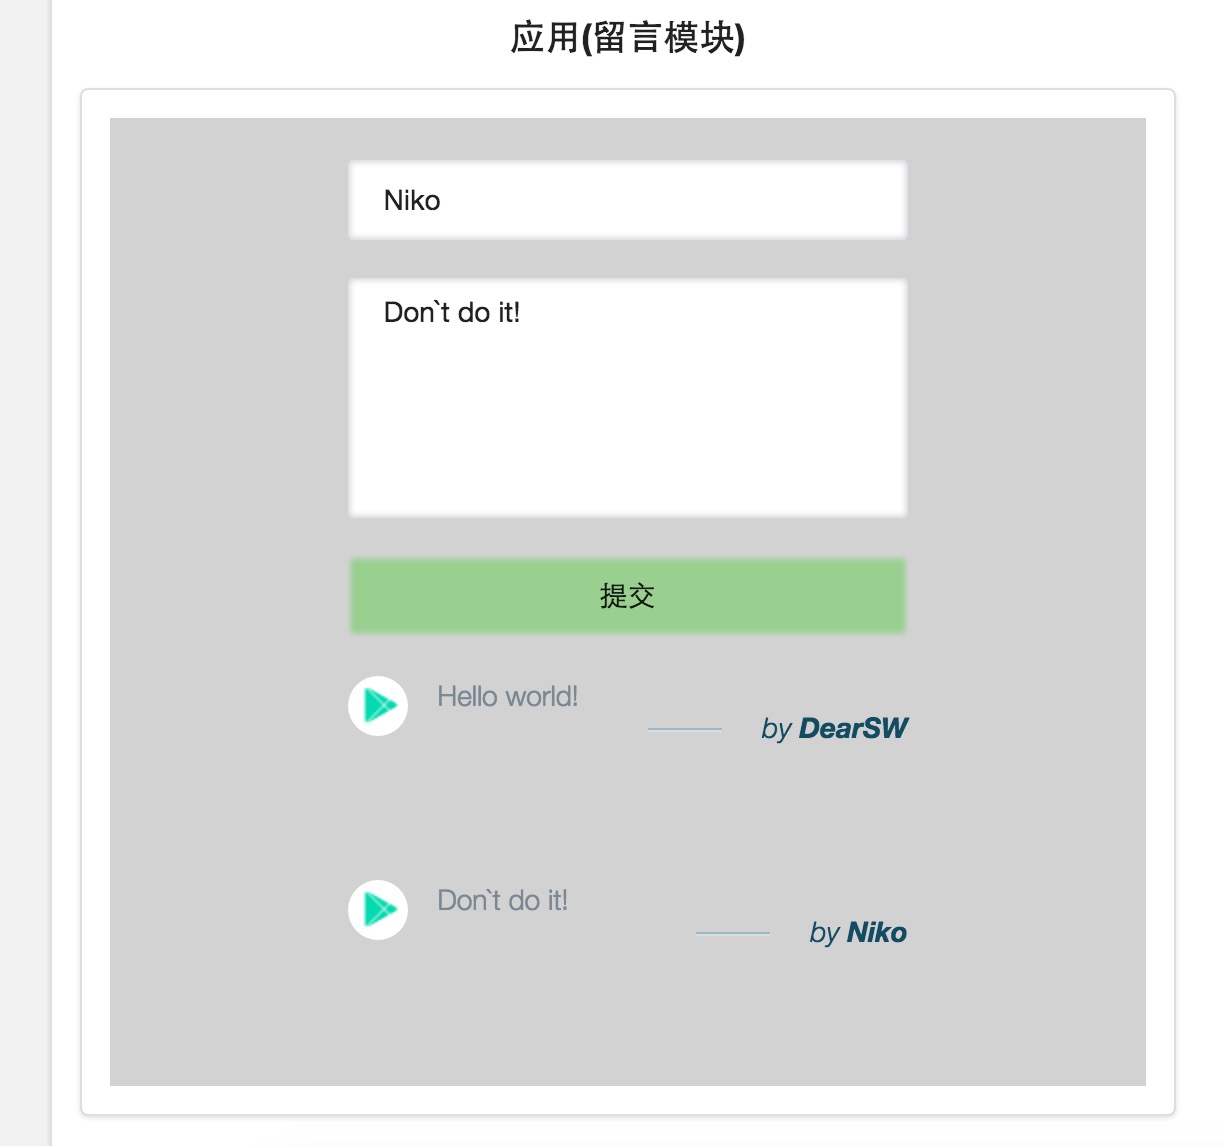 应用(留言模块)
Niko
Don`t do it!
提交
Hello world!
by DearSW
Don`t do it!
by Niko